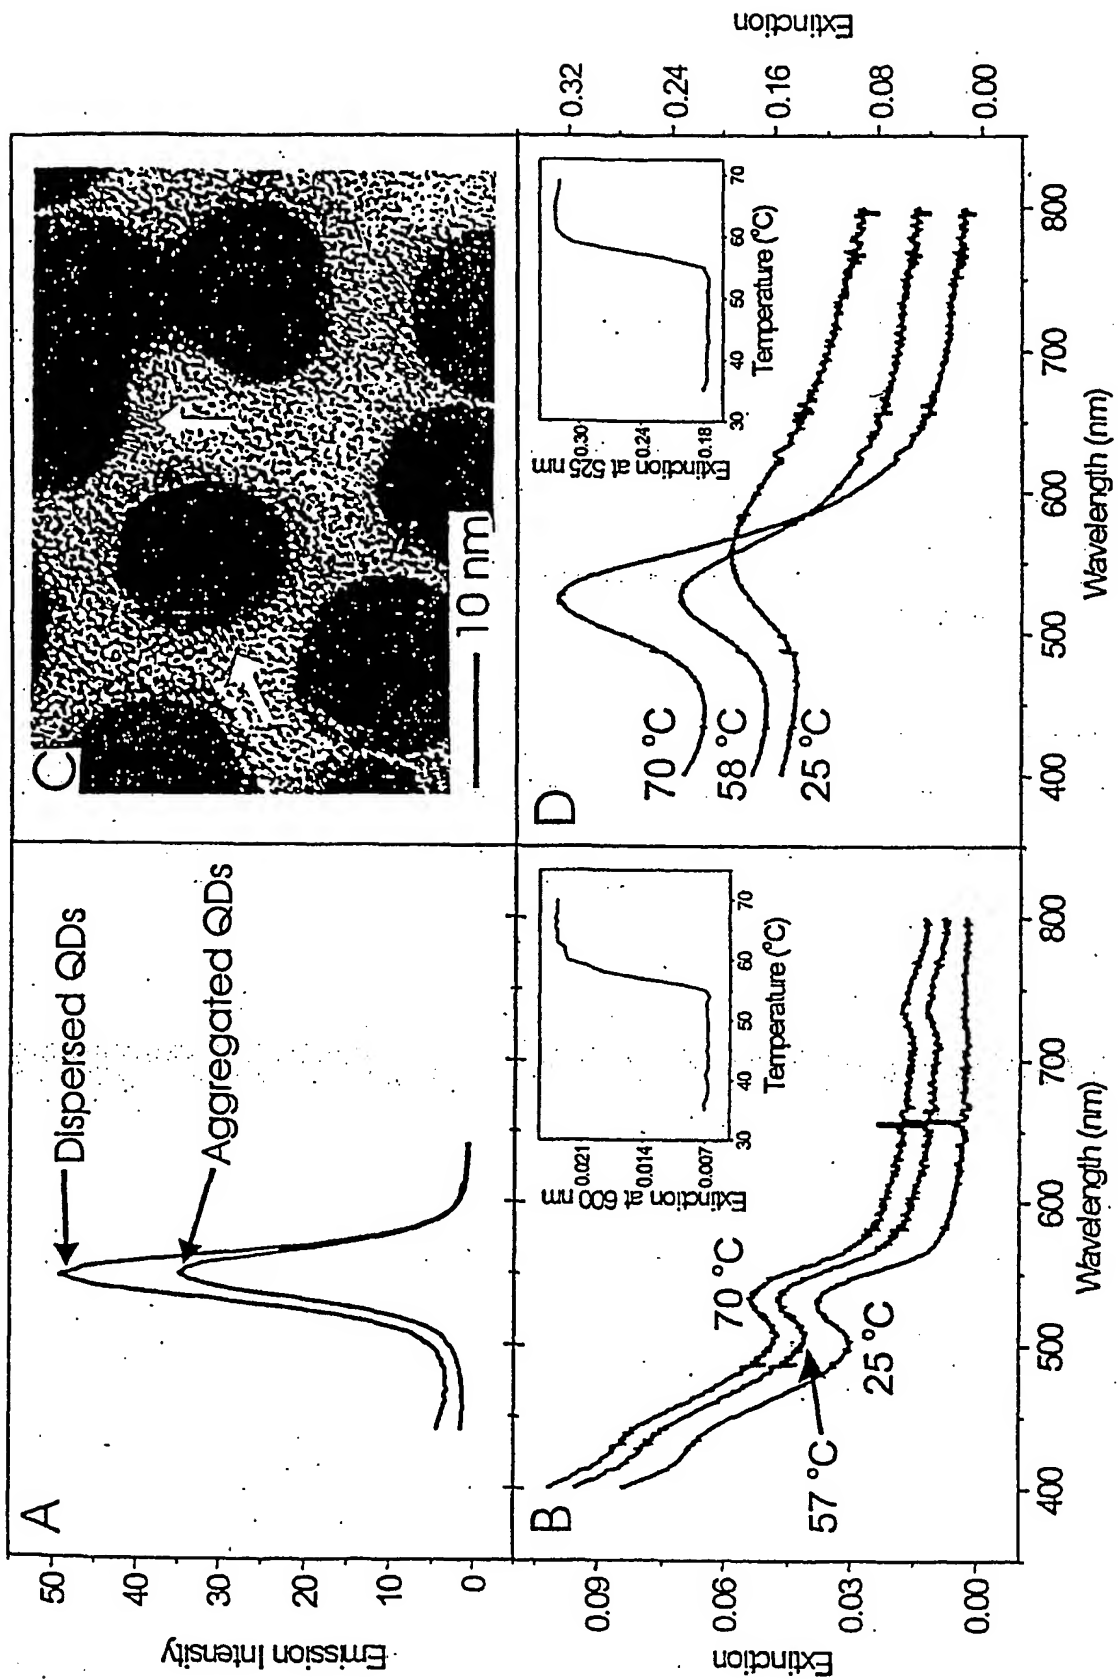 A
Dispersed QDs
Aggregated QDs
50
40
30
20
10
0
Emission Intensity
C
10 nm
B
70 °C
57 °C
25 °C
0.09
0.06
0.03
0.00
Extinction
400
500
600
700
800
Wavelength (nm)
Extinction at 600 nm
0.021
0.014
0.007
30
40
50
60
70
Temperature (°C)
D
70 °C
58 °C
25 °C
Extinction at 525 nm
0.30
0.24
0.18
30
40
50
60
70
Temperature (°C)
400
500
600
700
800
Wavelength (nm)
0.32
0.24
0.16
0.08
0.00
Extinction